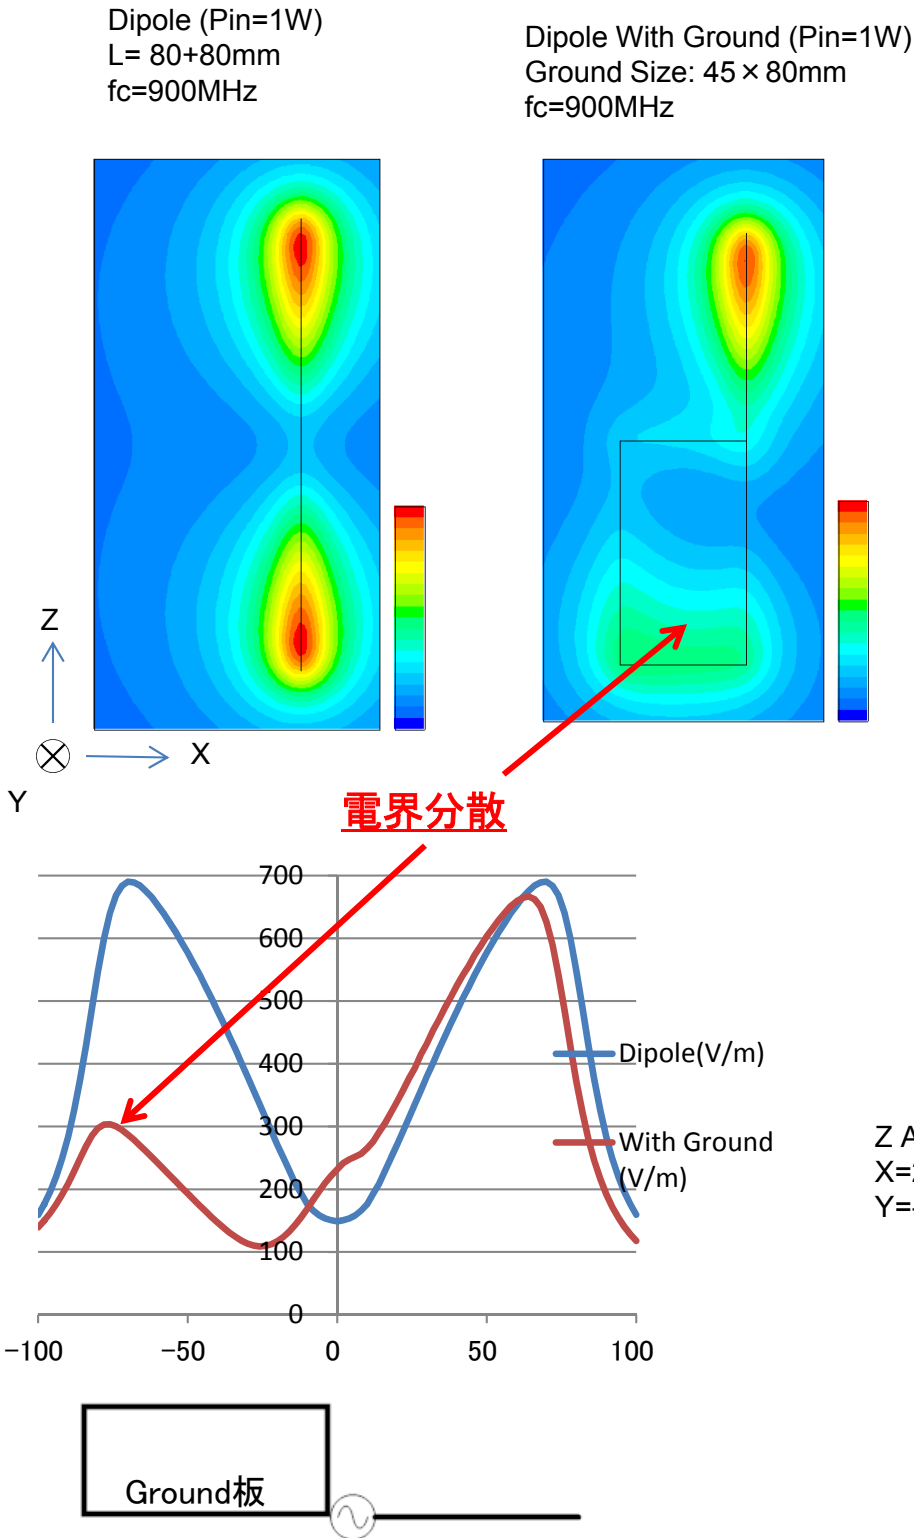 Dipole (Pin=1W)
L= 80+80mm
fc=900MHz
Dipole With Ground (Pin=1W)
Ground Size: 45×80mm
fc=900MHz
Z
X
Y
電界分散
700
600
500
400
300
200
100
0
Dipole(V/m)
With Ground
(V/m)
Z A
X=
Y=
-100
-50
0
50
100
Ground板